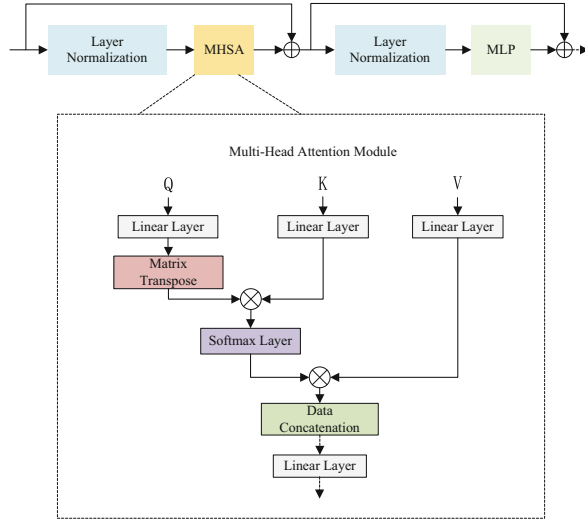 Layer
Normalization
MHSA
Layer
Normalization
MLP
Multi-Head Attention Module
Q
K
V
Linear Layer
Linear Layer
Linear Layer
Matrix
Transpose
Softmax Layer
Data
Concatenation
Linear Layer